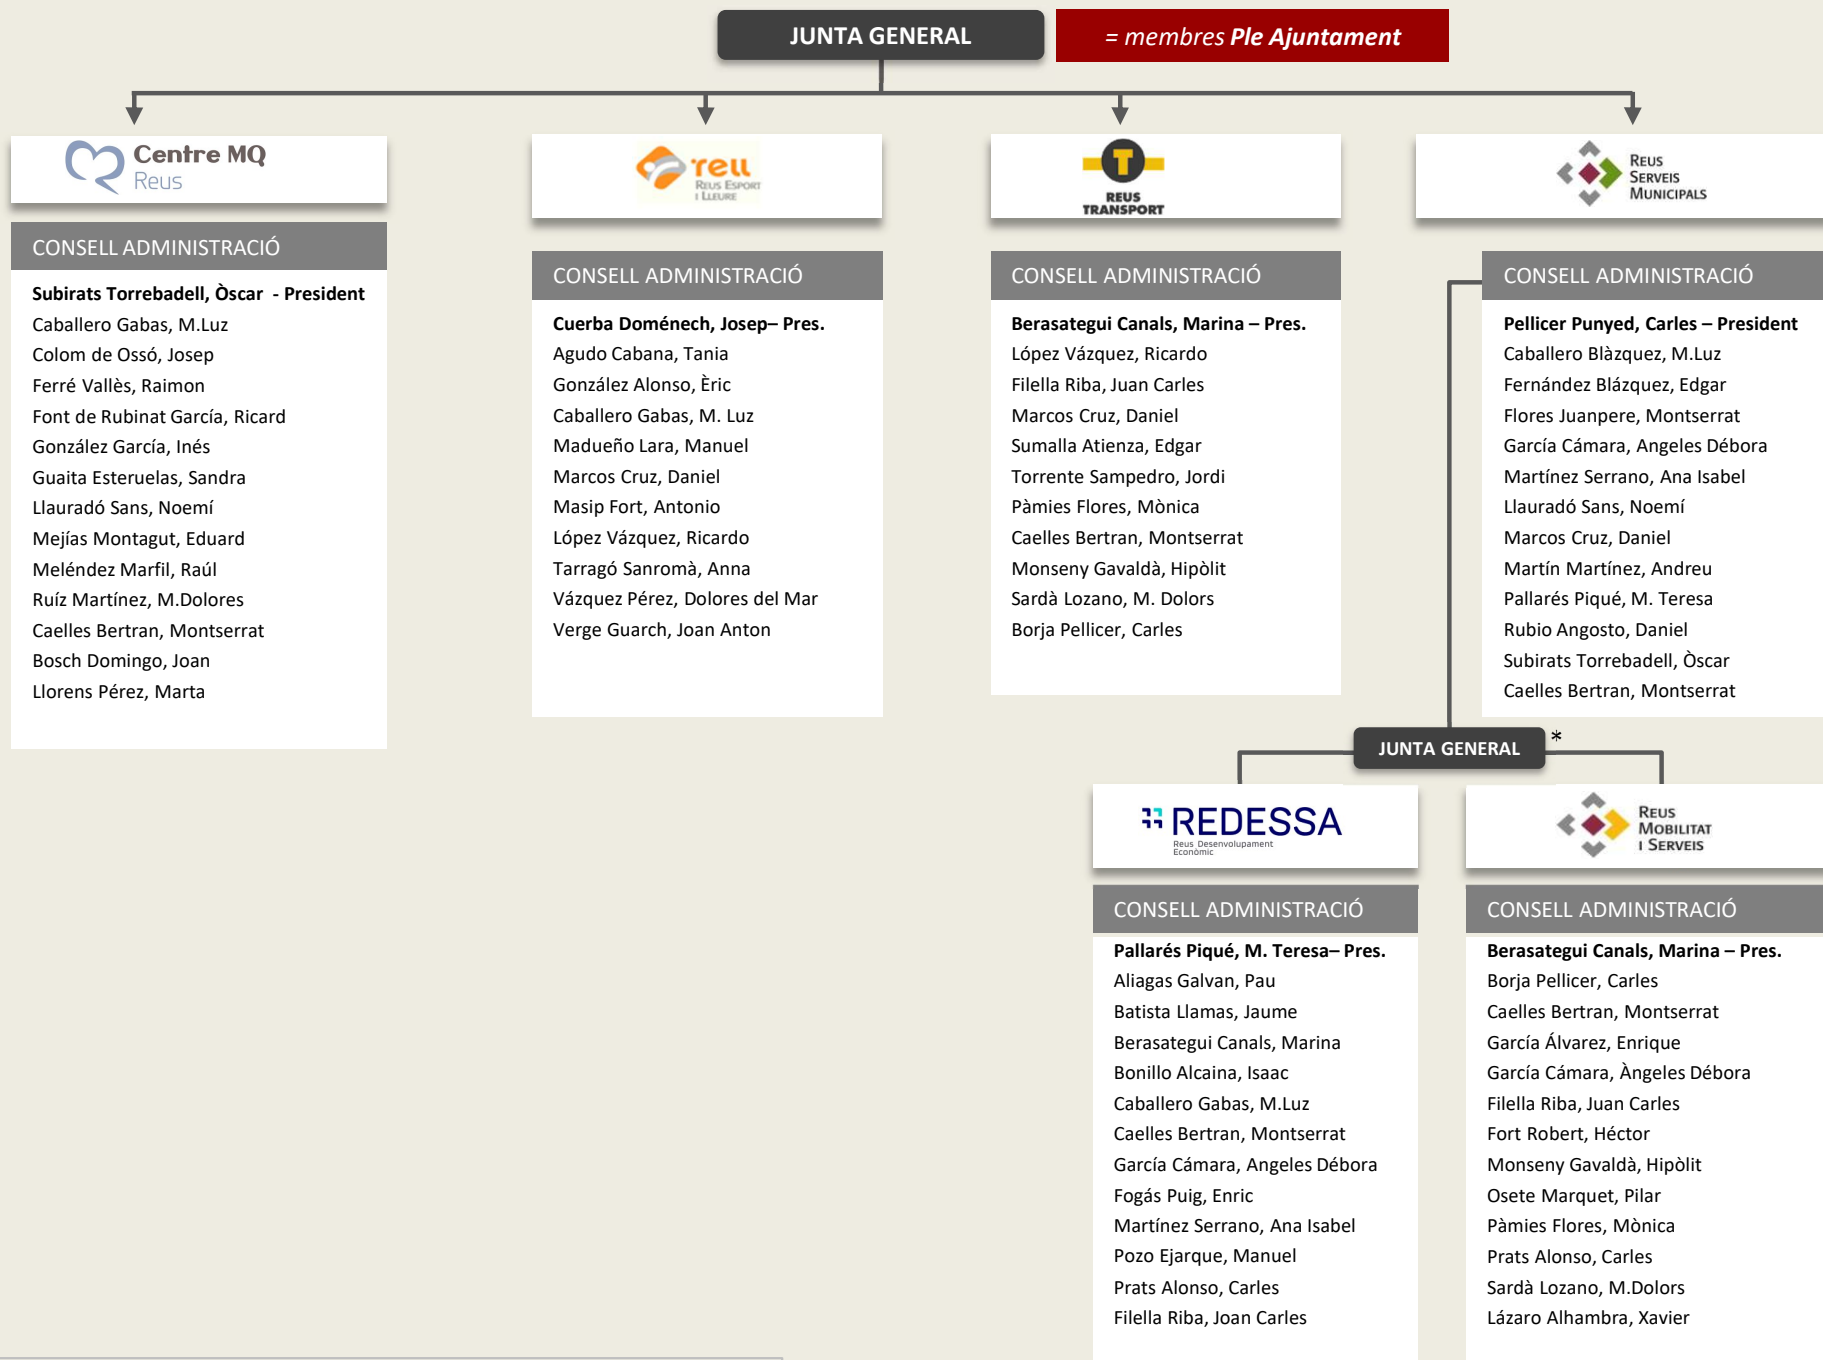 JUNTA GENERAL
= membres Ple Ajuntament
Centre MQ
Reus
CONSELL ADMINISTRACIÓ
Subirats Torrebadell, Òscar - President
Caballero Gabas, M.Luz
Colom de Ossó, Josep
Ferré Vallès, Raimon
Font de Rubinat García, Ricard
González García, Inés
Guaita Esteruelas, Sandra
Llauradó Sans, Noemí
Mejías Montagut, Eduard
Meléndez Marfil, Raúl
Ruíz Martínez, M.Dolores
Caelles Bertran, Montserrat
Bosch Domingo, Joan
Llorens Pérez, Marta
rell
REUS ESPORT
I LLEURE
CONSELL ADMINISTRACIÓ
Cuerba Doménech, Josep– Pres.
Agudo Cabana, Tania
González Alonso, Èric
Caballero Gabas, M. Luz
Madueño Lara, Manuel
Marcos Cruz, Daniel
Masip Fort, Antonio
López Vázquez, Ricardo
Tarragó Sanromà, Anna
Vázquez Pérez, Dolores del Mar
Verge Guarch, Joan Anton
T
REUS
TRANSPORT
CONSELL ADMINISTRACIÓ
Berasategui Canals, Marina – Pres.
López Vázquez, Ricardo
Filella Riba, Juan Carles
Marcos Cruz, Daniel
Sumalla Atienza, Edgar
Torrente Sampedro, Jordi
Pàmies Flores, Mònica
Caelles Bertran, Montserrat
Monseny Gavaldà, Hipòlit
Sardà Lozano, M. Dolors
Borja Pellicer, Carles
REUS
SERVEIS
MUNICIPALS
CONSELL ADMINISTRACIÓ
Pellicer Punyed, Carles – President
Caballero Blàzquez, M.Luz
Fernández Blázquez, Edgar
Flores Juanpere, Montserrat
García Cámara, Angeles Débora
Martínez Serrano, Ana Isabel
Llauradó Sans, Noemí
Marcos Cruz, Daniel
Martín Martínez, Andreu
Pallarés Piqué, M. Teresa
Rubio Angosto, Daniel
Subirats Torrebadell, Òscar
Caelles Bertran, Montserrat
JUNTA GENERAL *
REDESSA
Reus Desenvolupament
Econòmic
CONSELL ADMINISTRACIÓ
Pallarés Piqué, M. Teresa– Pres.
Aliagas Galvan, Pau
Batista Llamas, Jaume
Berasategui Canals, Marina
Bonillo Alcaina, Isaac
Caballero Gabas, M.Luz
Caelles Bertran, Montserrat
García Cámara, Angeles Débora
Fogás Puig, Enric
Martínez Serrano, Ana Isabel
Pozo Ejarque, Manuel
Prats Alonso, Carles
Filella Riba, Joan Carles
REUS
MOBILITAT
I SERVEIS
CONSELL ADMINISTRACIÓ
Berasategui Canals, Marina – Pres.
Borja Pellicer, Carles
Caelles Bertran, Montserrat
García Álvarez, Enrique
García Cámara, Àngeles Débora
Filella Riba, Juan Carles
Fort Robert, Héctor
Monseny Gavaldà, Hipòlit
Osete Marquet, Pilar
Pàmies Flores, Mònica
Prats Alonso, Carles
Sardà Lozano, M.Dolors
Lázaro Alhambra, Xavier